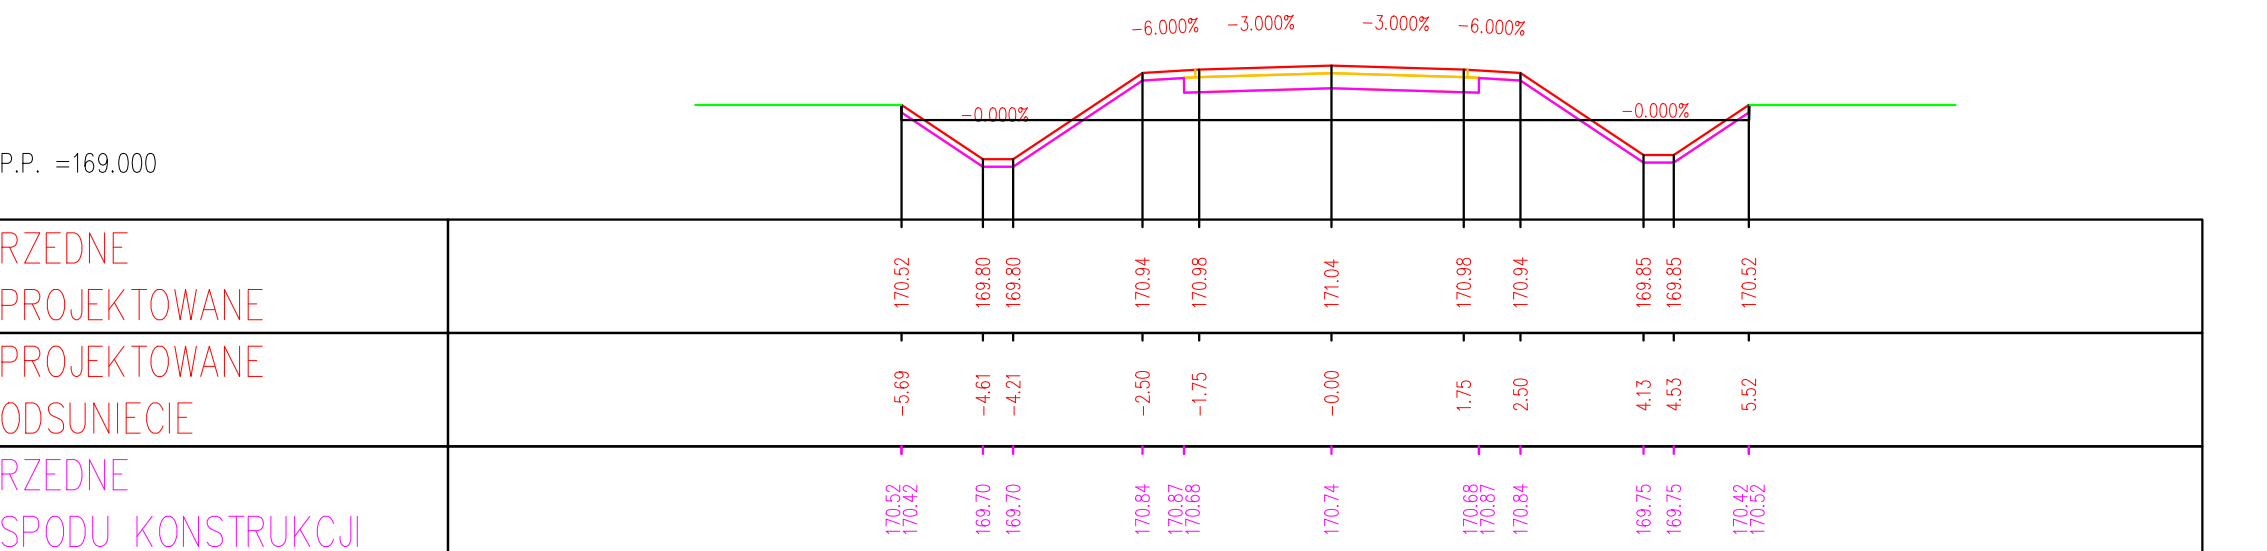 -6.000% -3.000% -3.000% -6.000%
-0.000% -0.000%
P.P. =169.000
RZEDNE
PROJEKTOWANE
170.52 169.80 169.80 170.94 170.98 171.04 170.98 170.94 169.85 169.85 170.52
PROJEKTOWANE
ODSUNIECIE
-5.69 -4.61 -4.21 -2.50 -1.75 -0.00 1.75 2.50 4.13 4.53 5.52
RZEDNE
SPODU KONSTRUKCJI
170.52 170.42 169.70 169.70 170.84 170.87 170.68 170.74 170.68 170.87 170.84 169.75 169.75 170.42 170.52